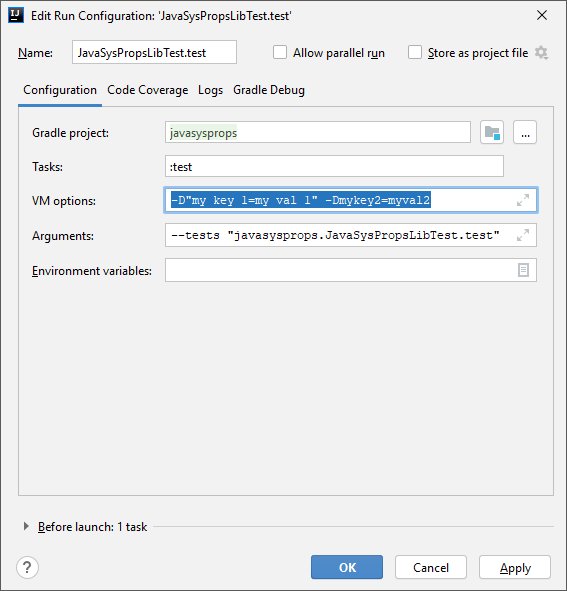 IJ Edit Run Configuration: 'JavaSysPropsLibTest.test'
Name: JavaSysPropsLibTest.test Allow parallel run Store as project file
Configuration Code Coverage Logs Gradle Debug
Gradle project: javasysprops ...
Tasks: :test
VM options: -D"my key 1=my val 1" -Dmykey2=myval2
Arguments: --tests "javasysprops.JavaSysPropsLibTest.test"
Environment variables:
Before launch: 1 task
? OK Cancel Apply